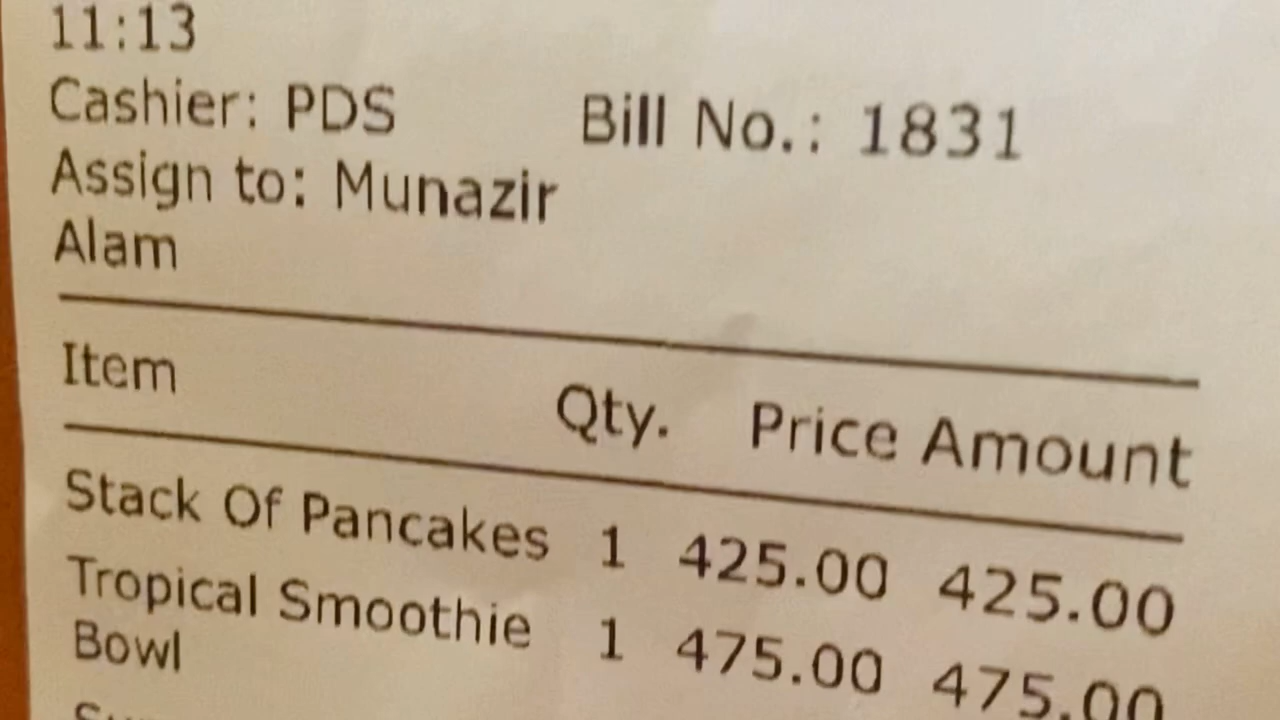 11:13
Cashier: PDS Bill No.: 1831
Assign to: Munazir
Alam
Item Qty. Price Amount
Stack Of Pancakes 1 425.00 425.00
Tropical Smoothie 1 475.00 475.00
Bowl